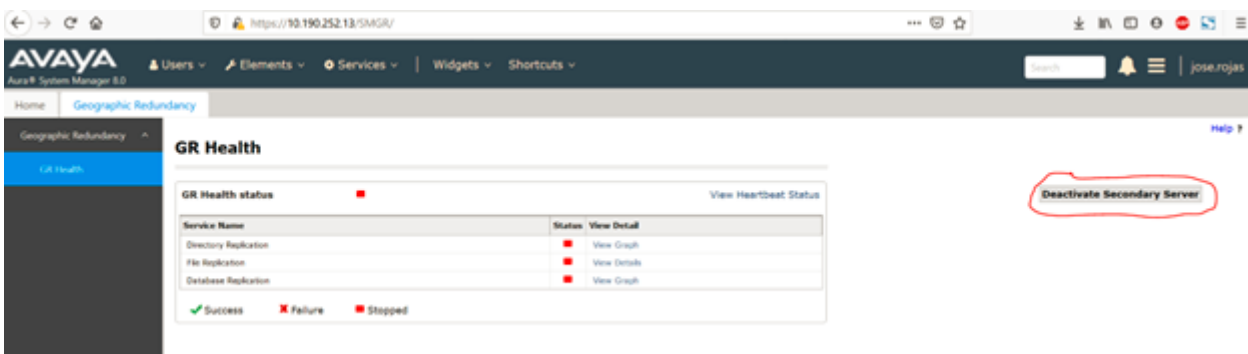 https://10.190.252.13/SMGR/
AVAYA
Aura® System Manager 8.0
Users Elements Services | Widgets Shortcuts
Search
jose.rojas
Home Geographic Redundancy
Geographic Redundancy
GR Health
Help ?
GR Health
GR Health status View Heartbeat Status
Deactivate Secondary Server
Service Name Status View Detail
Directory Replication View Graph
File Replication View Details
Database Replication View Graph
Success Failure Stopped